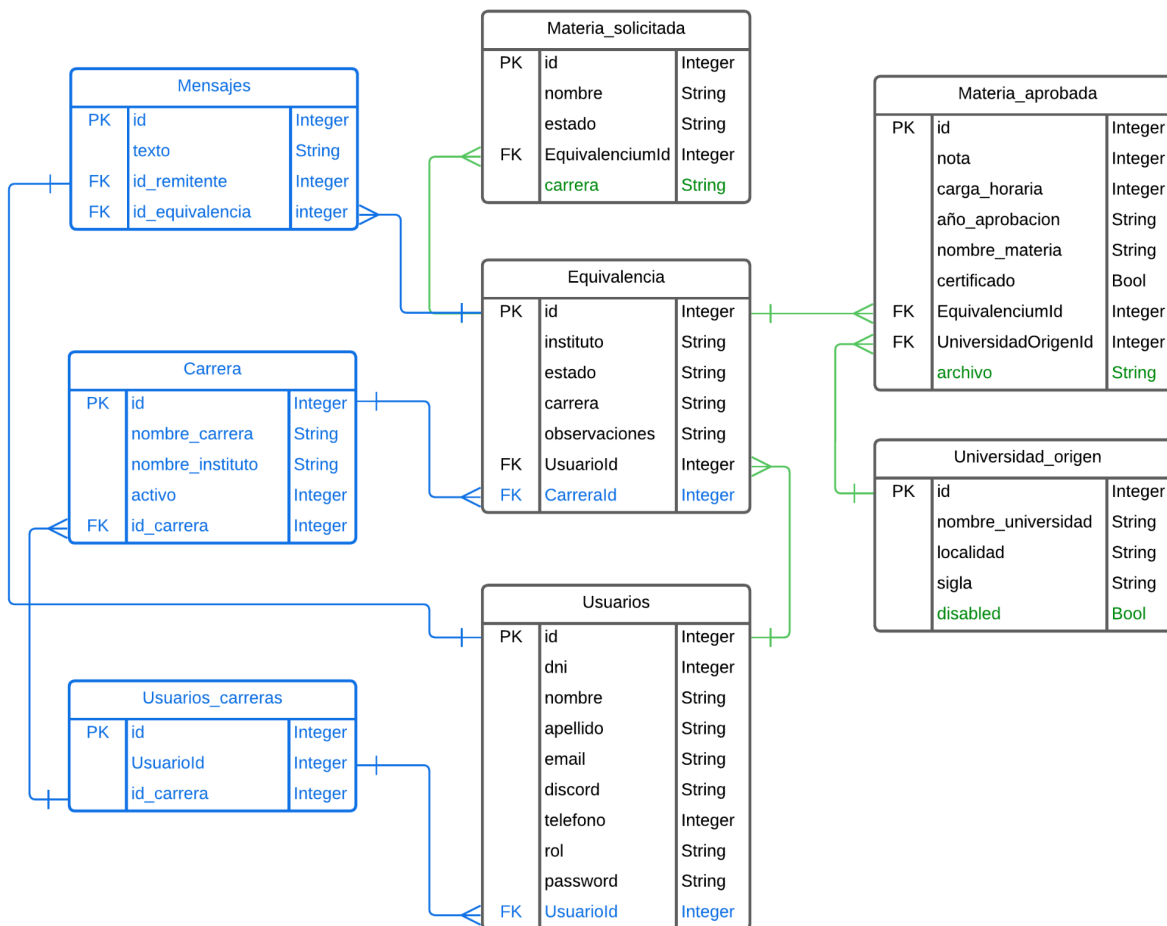 Materia_solicitada
PK id Integer
nombre String
estado String
FK EquivalenciumId Integer
carrera String
Mensajes
PK id Integer
texto String
FK id_remitente Integer
FK id_equivalencia integer
Materia_aprobada
PK id Integer
nota Integer
carga_horaria Integer
año_aprobacion String
nombre_materia String
certificado Bool
FK EquivalenciumId Integer
FK UniversidadOrigenId Integer
archivo String
Equivalencia
PK id Integer
instituto String
estado String
carrera String
observaciones String
FK UsuarioId Integer
FK CarreraId Integer
Carrera
PK id Integer
nombre_carrera String
nombre_instituto String
activo Integer
FK id_carrera Integer
Universidad_origen
PK id Integer
nombre_universidad String
localidad String
sigla String
disabled Bool
Usuarios
PK id Integer
dni Integer
nombre String
apellido String
email String
discord String
telefono Integer
rol String
password String
FK UsuarioId Integer
Usuarios_carreras
PK id Integer
UsuarioId Integer
id_carrera Integer